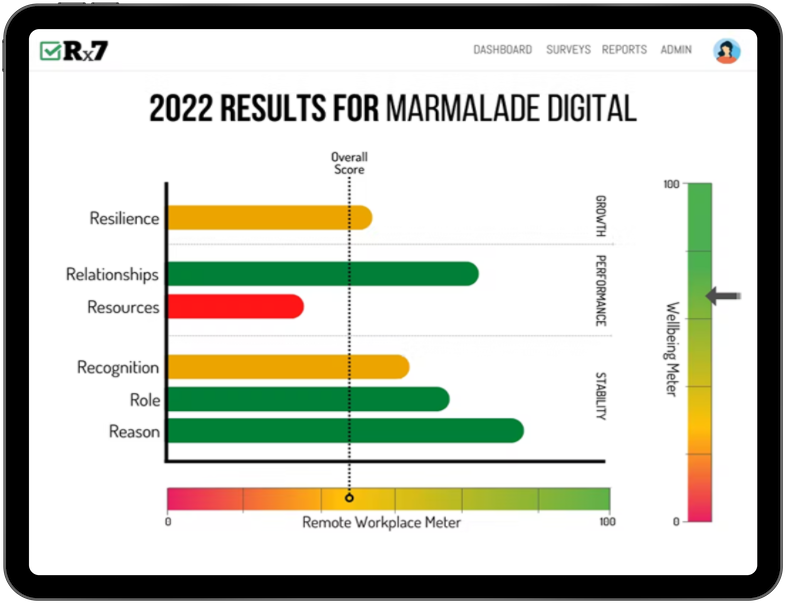 Rx7
DASHBOARD SURVEYS REPORTS ADMIN
2022 RESULTS FOR MARMALADE DIGITAL
Overall
Score
Resilience
GROWTH
Relationships
Resources
PERFORMANCE
Recognition
Role
Reason
STABILITY
0
Remote Workplace Meter
100
100
Wellbeing Meter
0